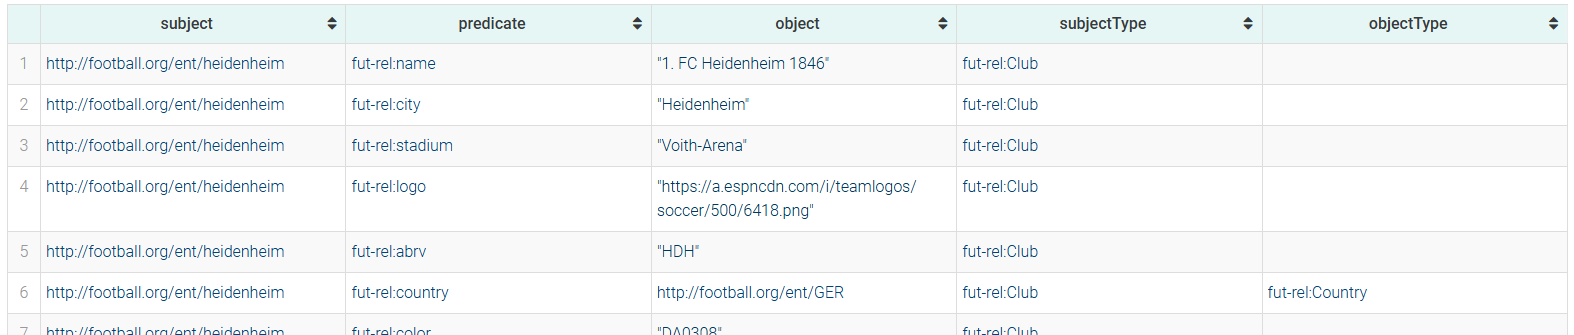 subject predicate object subjectType objectType
1 http://football.org/ent/heidenheim fut-rel:name "1. FC Heidenheim 1846" fut-rel:Club
2 http://football.org/ent/heidenheim fut-rel:city "Heidenheim" fut-rel:Club
3 http://football.org/ent/heidenheim fut-rel:stadium "Voith-Arena" fut-rel:Club
4 http://football.org/ent/heidenheim fut-rel:logo "https://a.espncdn.com/i/teamlogos/ fut-rel:Club
soccer/500/6418.png"
5 http://football.org/ent/heidenheim fut-rel:abrv "HDH" fut-rel:Club
6 http://football.org/ent/heidenheim fut-rel:country http://football.org/ent/GER fut-rel:Club fut-rel:Country
7 http://football.org/ent/heidenheim fut-rel:color "DA0308" fut-rel:Club